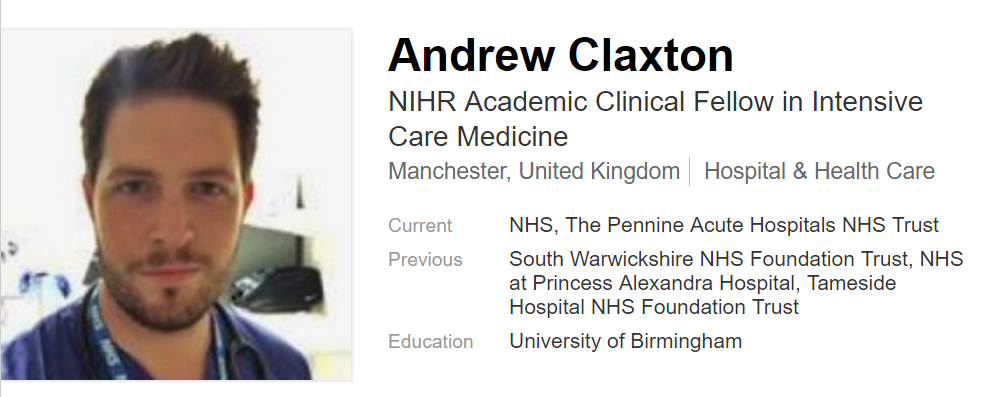 Andrew Claxton
NIHR Academic Clinical Fellow in Intensive
Care Medicine
Manchester, United Kingdom | Hospital & Health Care
Current NHS, The Pennine Acute Hospitals NHS Trust
Previous South Warwickshire NHS Foundation Trust, NHS
at Princess Alexandra Hospital, Tameside
Hospital NHS Foundation Trust
Education University of Birmingham
NHS